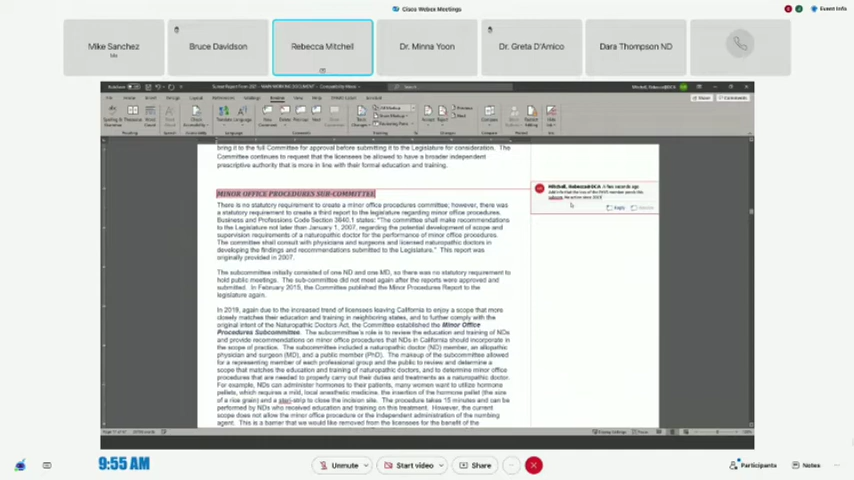 Cisco Webex Meetings
Event Info
Mike Sanchez
Me
Bruce Davidson
Rebecca Mitchell
Dr. Minna Yoon
Dr. Greta D'Amico
Dara Thompson ND
Search
Mitchell, Rebecca@DCA
Share
Comments
bring it to the full Committee for approval before submitting it to the Legislature for consideration. The
Committee continues to request that the licensees be allowed to have a broader independent
prescriptive authority that is more in line with their formal education and training.
MINOR OFFICE PROCEDURES SUB-COMMITTEE
There is no statutory requirement to create a minor office procedures committee; however, there was
a statutory requirement to create a third report to the legislature regarding minor office procedures.
Business and Professions Code Section 3640.1 states: "The committee shall make recommendations
to the Legislature not later than January 1, 2007, regarding the potential development of scope and
supervision requirements of a naturopathic doctor for the performance of minor office procedures.
The committee shall consult with physicians and surgeons and licensed naturopathic doctors in
developing the findings and recommendations submitted to the Legislature." This report was
originally provided in 2007.
The subcommittee initially consisted of one ND and one MD, so there was no statutory requirement to
hold public meetings. The sub-committee did not meet again after the reports were approved and
submitted. In February 2015, the Committee published the Minor Procedures Report to the
legislature again.
In 2019, again due to the increased trend of licensees leaving California to enjoy a scope that more
closely matches their education and training in neighboring states, and to further comply with the
original intent of the Naturopathic Doctors Act, the Committee established the Minor Office
Procedures Subcommittee. The subcommittee's role is to review the education and training of NDs
and provide recommendations on minor office procedures that NDs in California should incorporate in
the scope of practice. The subcommittee included a naturopathic doctor (ND) member, an allopathic
physician and surgeon (MD), and a public member (PhD). The makeup of the subcommittee allowed
for a representing member of each professional group and the public to review and determine a
scope that matches the education and training of naturopathic doctors, and to determine minor office
procedures that are needed to properly carry out their duties and treatments as a naturopathic doctor.
For example, NDs can administer hormones to their patients, many women want to utilize hormone
pellets, which requires a mild, local anesthetic medicine, the insertion of the hormone pellet (the size
of a rice grain) and a steri-strip to close the incision site. The procedure takes 15 minutes and can be
performed by NDs who received education and training on this treatment. However, the current
scope does not allow the minor office procedure or the independent administration of the numbing
agent. This is a barrier that we would like removed from the licensees for the benefit of the
Mitchell, Rebecca@DCA A few seconds ago
Reply
9:55 AM
Unmute
Start video
Share
Participants
Notes